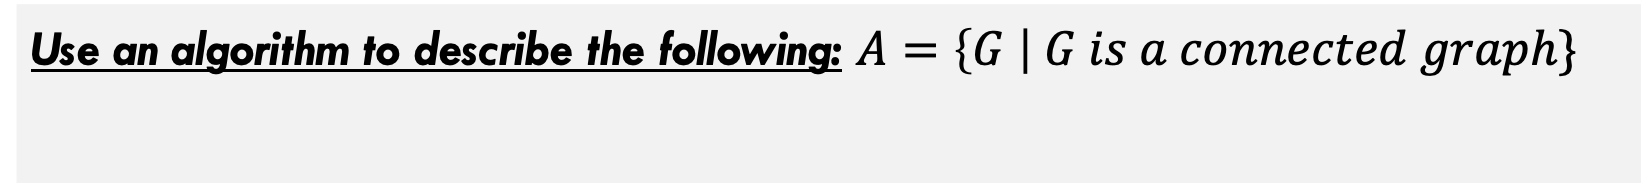 Use an algorithm to describe the following: A = {G | G is a connected graph}